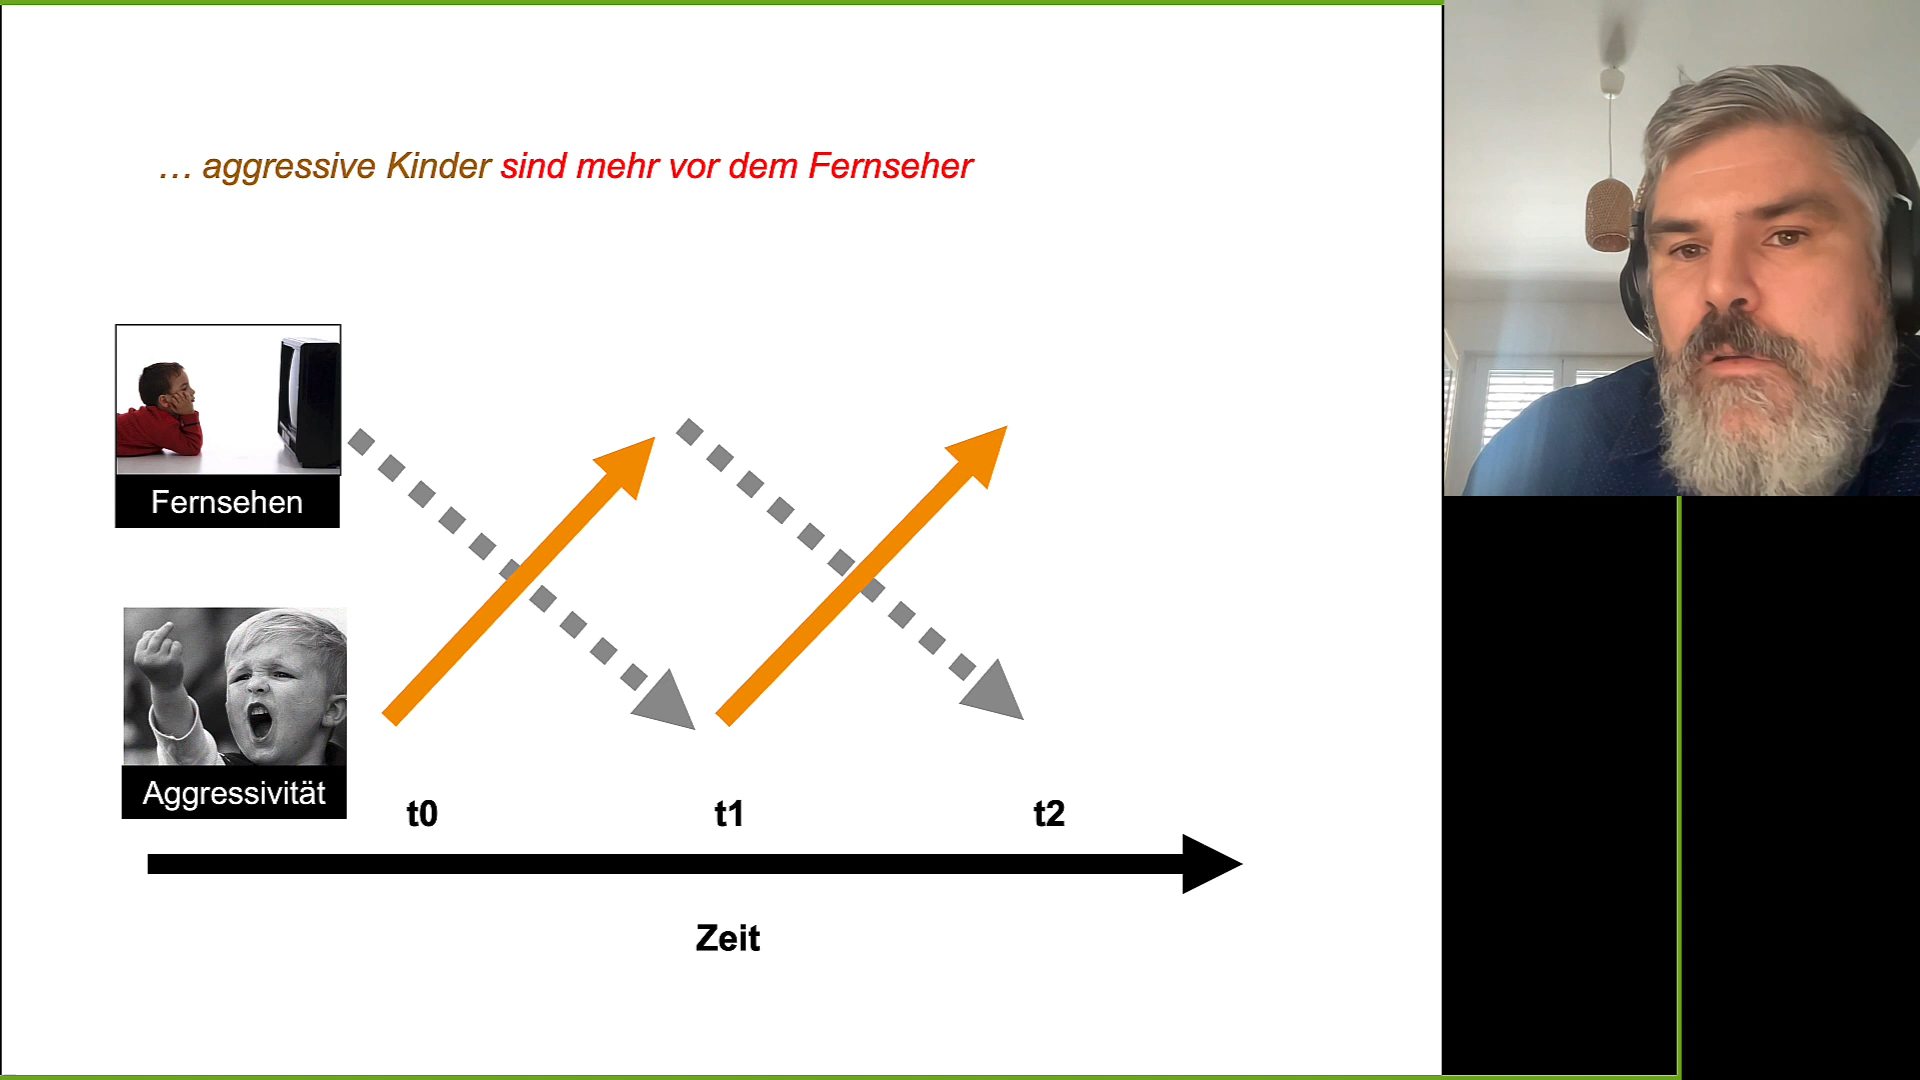 … aggressive Kinder sind mehr vor dem Fernseher
Fernsehen
Aggressivität
t0
t1
t2
Zeit